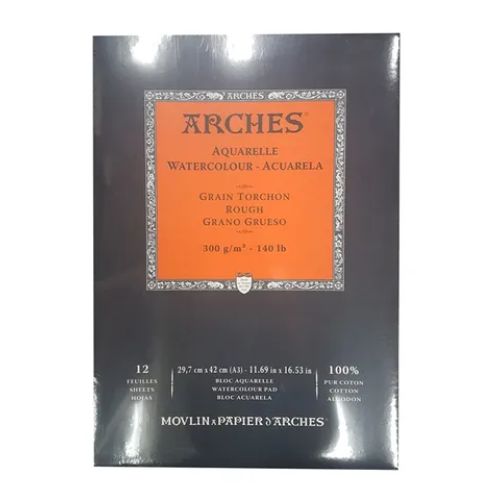 ARCHES
ARCHES®
AQUARELLE
WATERCOLOUR - ACUARELA
GRAIN TORCHON
ROUGH
GRANO GRUESO
300 g/m² - 140 lb
12
FEUILLES
SHEETS
HOJAS
29,7 cm x 42 cm (A3) - 11.69 in x 16.53 in
BLOC AQUARELLE
WATERCOLOUR PAD
BLOC ACUARELA
100%
PUR COTON
COTTON
ALGODON
MOVLIN A PAPIER D'ARCHES